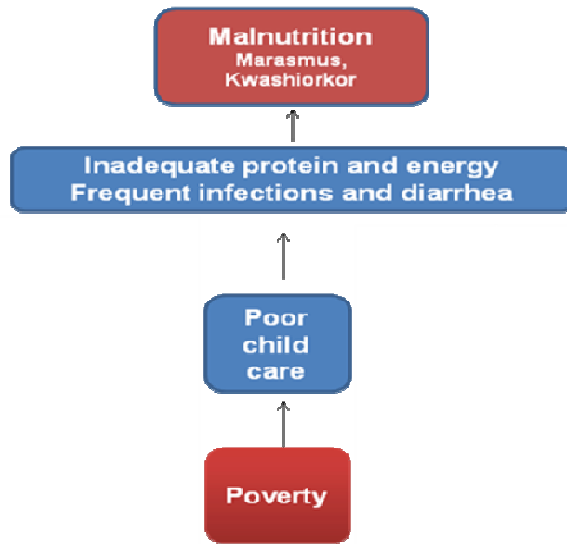 Malnutrition
Marasmus,
Kwashiorkor
Inadequate protein and energy
Frequent infections and diarrhea
Poor
child
care
Poverty